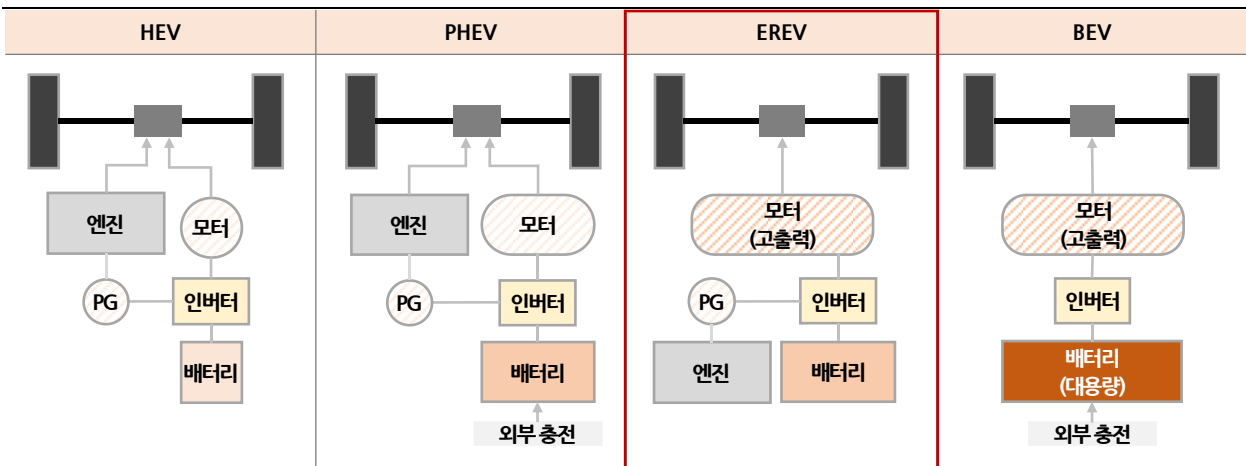 HEV
PHEV
EREV
BEV
엔진
모터
PG
인버터
배터리
엔진
모터
PG
인버터
배터리
외부 충전
모터
(고출력)
PG
인버터
엔진
배터리
모터
(고출력)
인버터
배터리
(대용량)
외부 충전